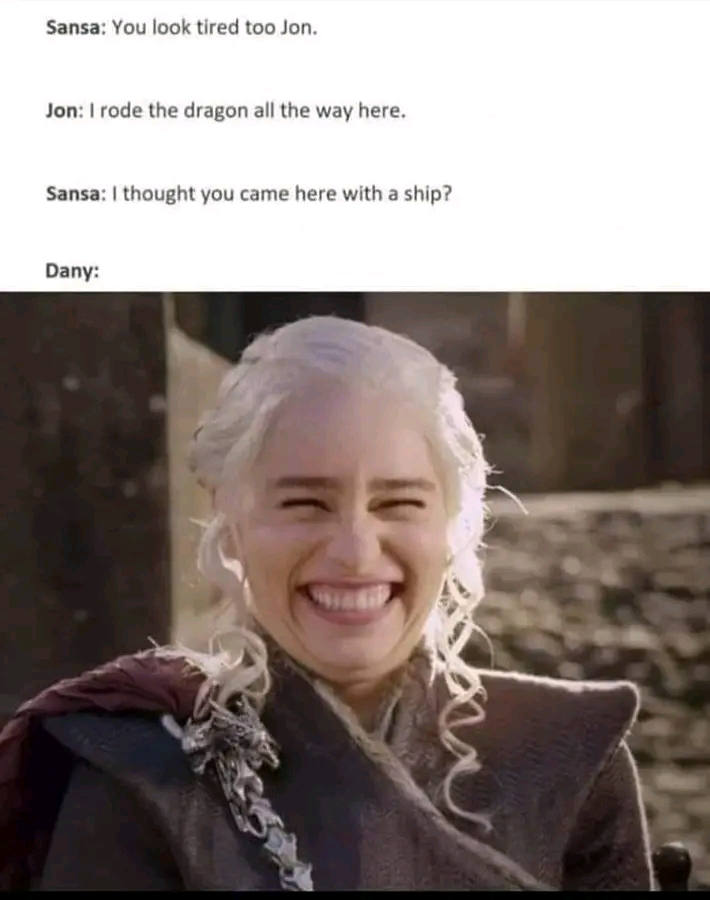 Sansa: You look tired too Jon.
Jon: I rode the dragon all the way here.
Sansa: I thought you came here with a ship?
Dany: